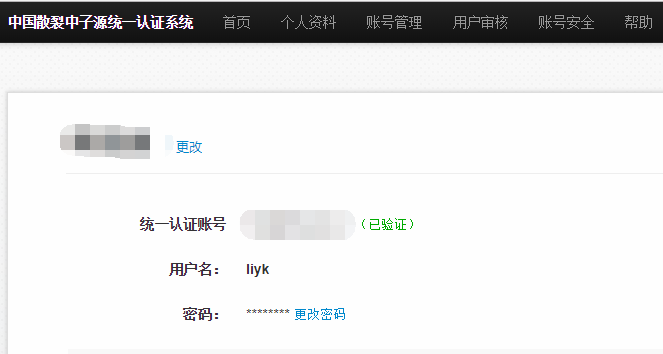 中国散裂中子源统一认证系统 首页 个人资料 账号管理 用户审核 账号安全 帮助
更改
统一认证账号 （已验证）
用户名： liyk
密码： ******** 更改密码